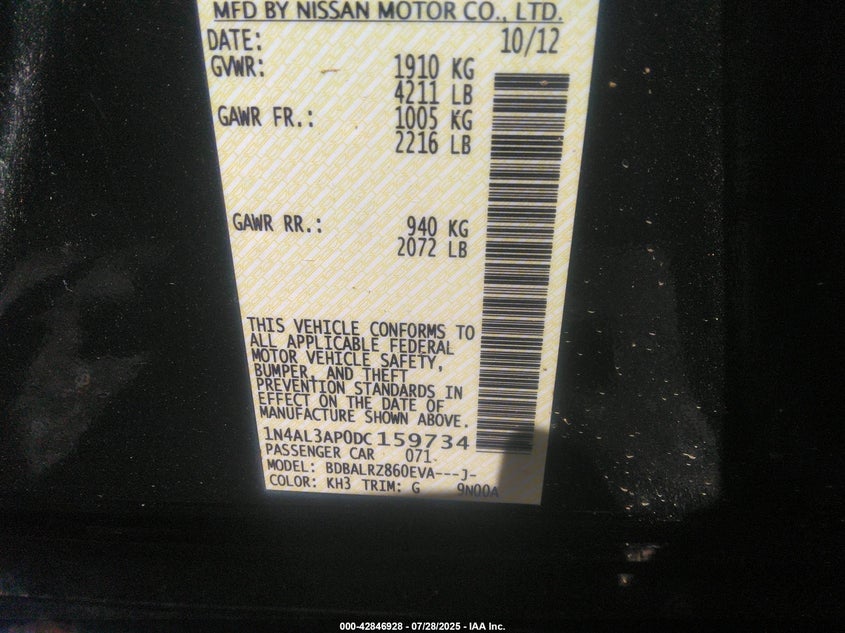 MFD BY NISSAN MOTOR CO., LTD.
DATE: 10/12
GVWR: 1910 KG
4211 LB
GAWR FR.: 1005 KG
2216 LB
GAWR RR.: 940 KG
2072 LB
THIS VEHICLE CONFORMS TO
ALL APPLICABLE FEDERAL
MOTOR VEHICLE SAFETY,
BUMPER, AND THEFT
PREVENTION STANDARDS IN
EFFECT ON THE DATE OF
MANUFACTURE SHOWN ABOVE.
1N4AL3AP0DC159734
PASSENGER CAR 071
MODEL: BDBALRZ860EVA---J-
COLOR: KH3 TRIM: G 9N00A
000-42846928 - 07/28/2025 - IAA Inc.